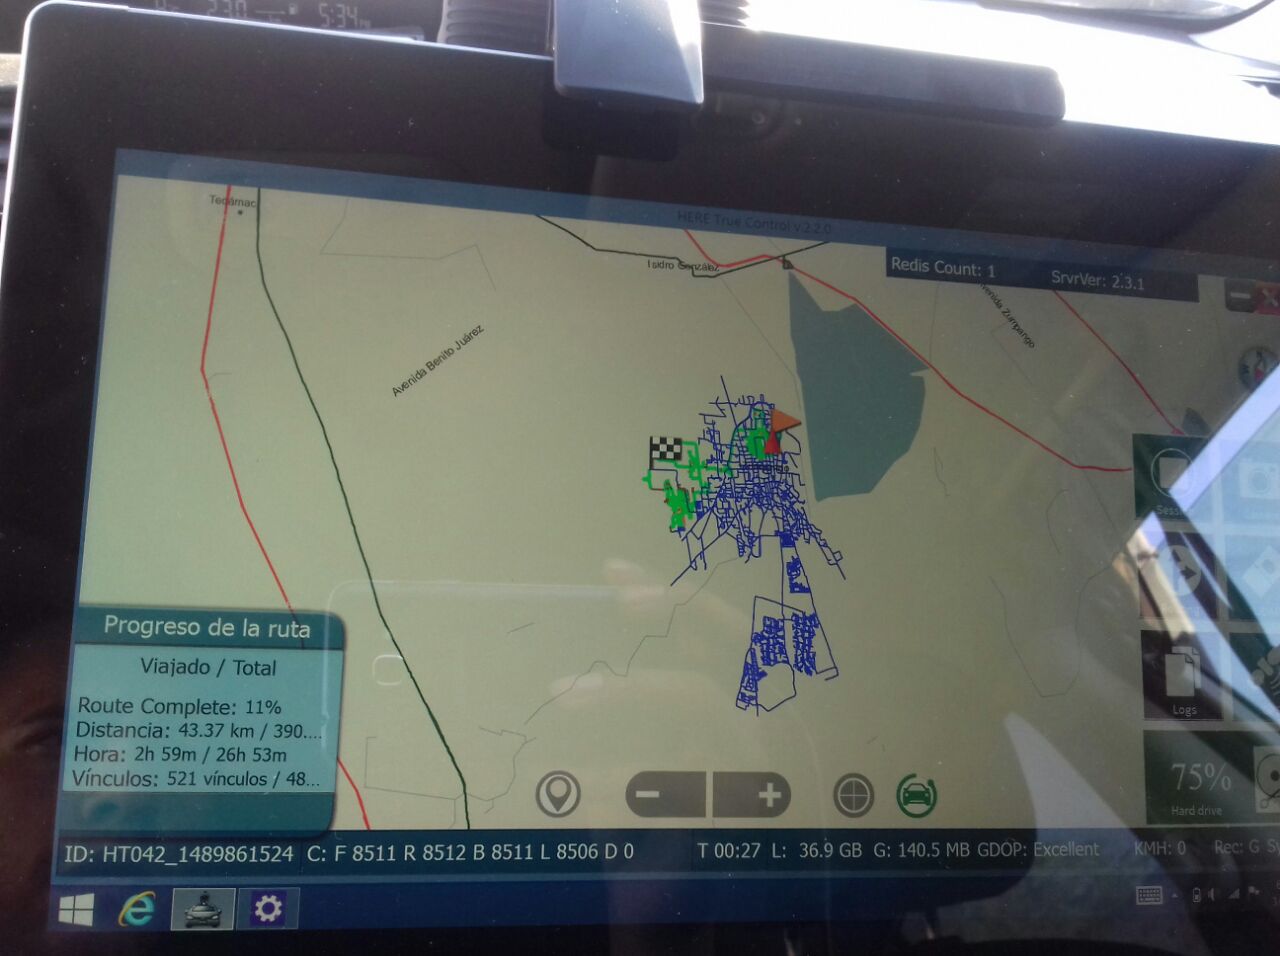 5:34
HERE True Control v.2.2.0
Tecámac
Isidro González
Redis Count: 1
SrvrVer: 2.3.1
Avenida Zumpango
Avenida Benito Juárez
Progreso de la ruta
Viajado / Total
Route Complete: 11%
Distancia: 43.37 km / 390....
Hora: 2h 59m / 26h 53m
Vínculos: 521 vínculos / 48...
Logs
75%
Hard drive
ID: HT042_1489861524 C: F 8511 R 8512 B 8511 L 8506 D 0 T 00:27 L: 36.9 GB G: 140.5 MB GDOP: Excellent KMH: 0 Rec: G